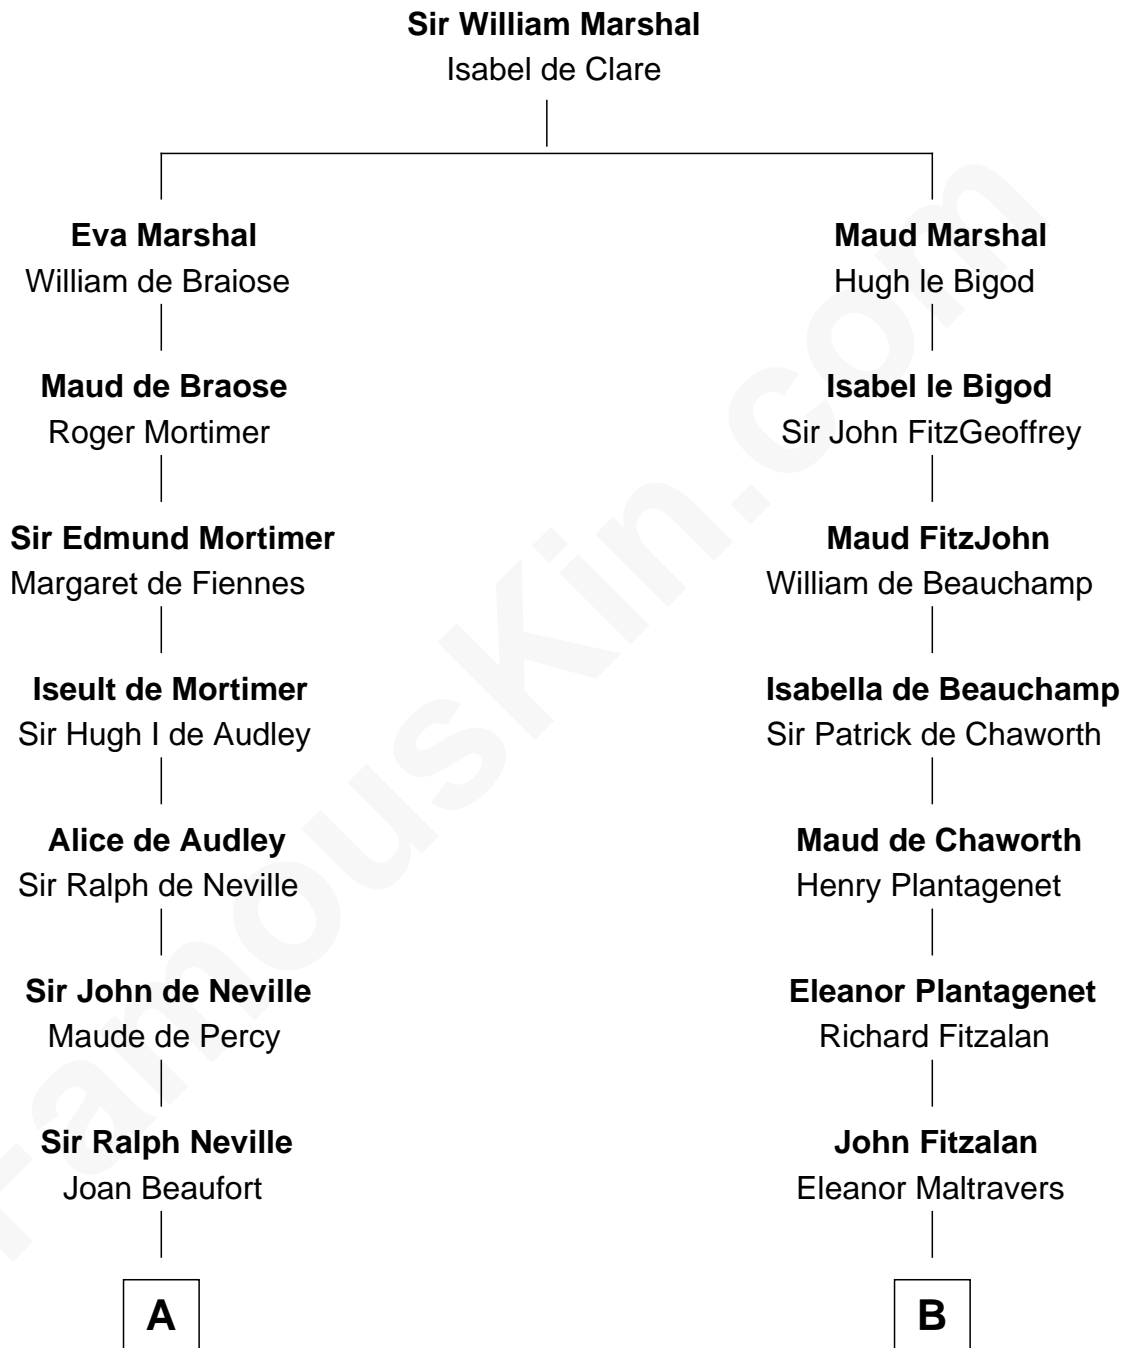 Sir William Marshal
Isabel de Clare
Eva Marshal
William de Braiose
Maud Marshal
Hugh le Bigod
Maud de Braose
Roger Mortimer
Isabel le Bigod
Sir John FitzGeoffrey
Sir Edmund Mortimer
Margaret de Fiennes
Maud FitzJohn
William de Beauchamp
Iseult de Mortimer
Sir Hugh I de Audley
Isabella de Beauchamp
Sir Patrick de Chaworth
Alice de Audley
Sir Ralph de Neville
Maud de Chaworth
Henry Plantagenet
Sir John de Neville
Maude de Percy
Eleanor Plantagenet
Richard Fitzalan
Sir Ralph Neville
Joan Beaufort
John Fitzalan
Eleanor Maltravers
A
B
FamousKin.com